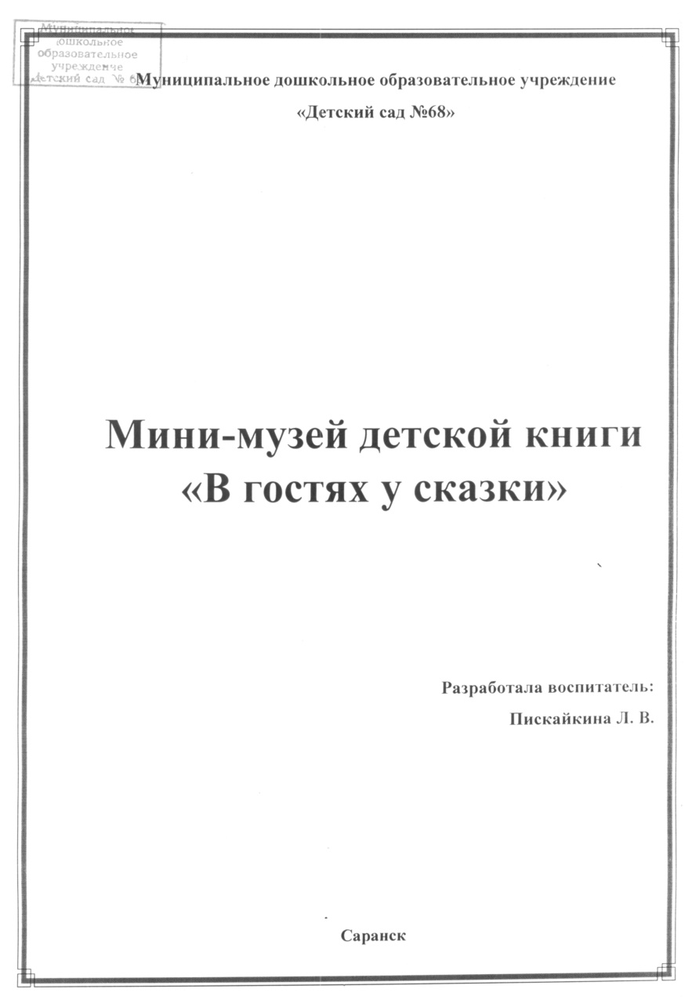 Муниципальное
дошкольное
образовательное
учреждение
Детский сад № 6
Муниципальное дошкольное образовательное учреждение
«Детский сад №68»
Мини-музей детской книги
«В гостях у сказки»
Разработала воспитатель:
Пискайкина Л. В.
Саранск